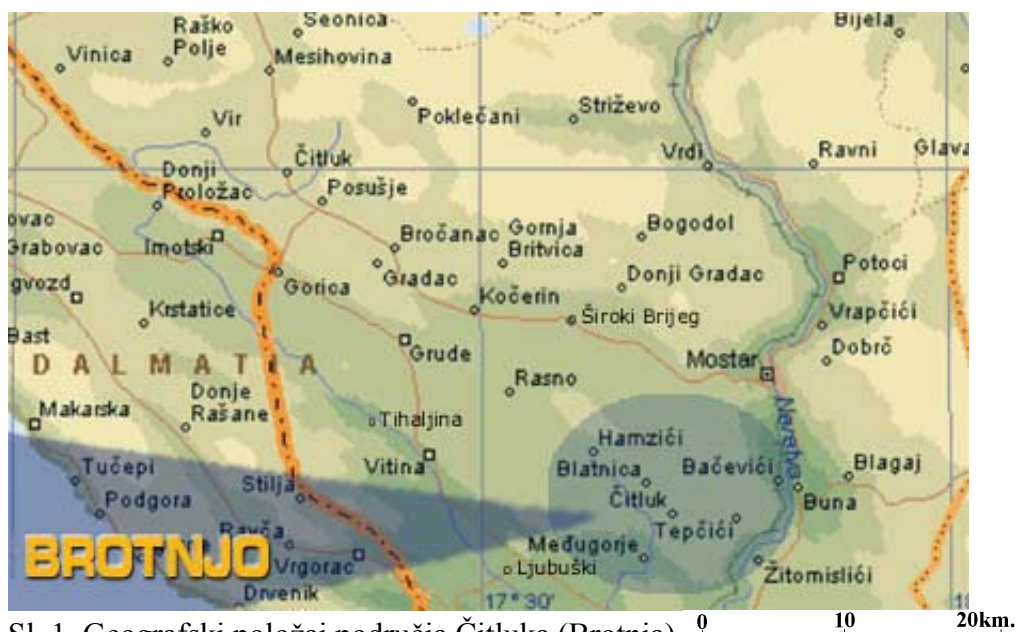 Seonica
Bijela
Raško
Polje
Vinica
Mesihovina
Poklečani
Striževo
Vir
Čitluk
Vrdi
Ravni
Glava
Donji
Proložac
Posušje
ovac
Grabovac
Imotski
Bročanac
Gornja
Britvica
Bogodol
gvozd
Gorica
Gradac
Donji Gradac
Potoci
Krstatice
Kočerin
Široki Brijeg
Vrapčići
Bast
Grude
Mostar
Dobrč
DALMATIA
Rasno
Donje
Rašane
Makarska
Tihaljina
Neretva
Hamzići
Tučepi
Vitina
Blatnica
Bačevići
Blagaj
Podgora
Stilja
Čitluk
Buna
Ravča
Tepčići
BROTNJO
Vrgorac
Međugorje
Ljubuški
Žitomislići
Drvenik
17° 30'
Sl. 1. Geografski položaj područja Čitluka (Brotnja)
0 10 20km.